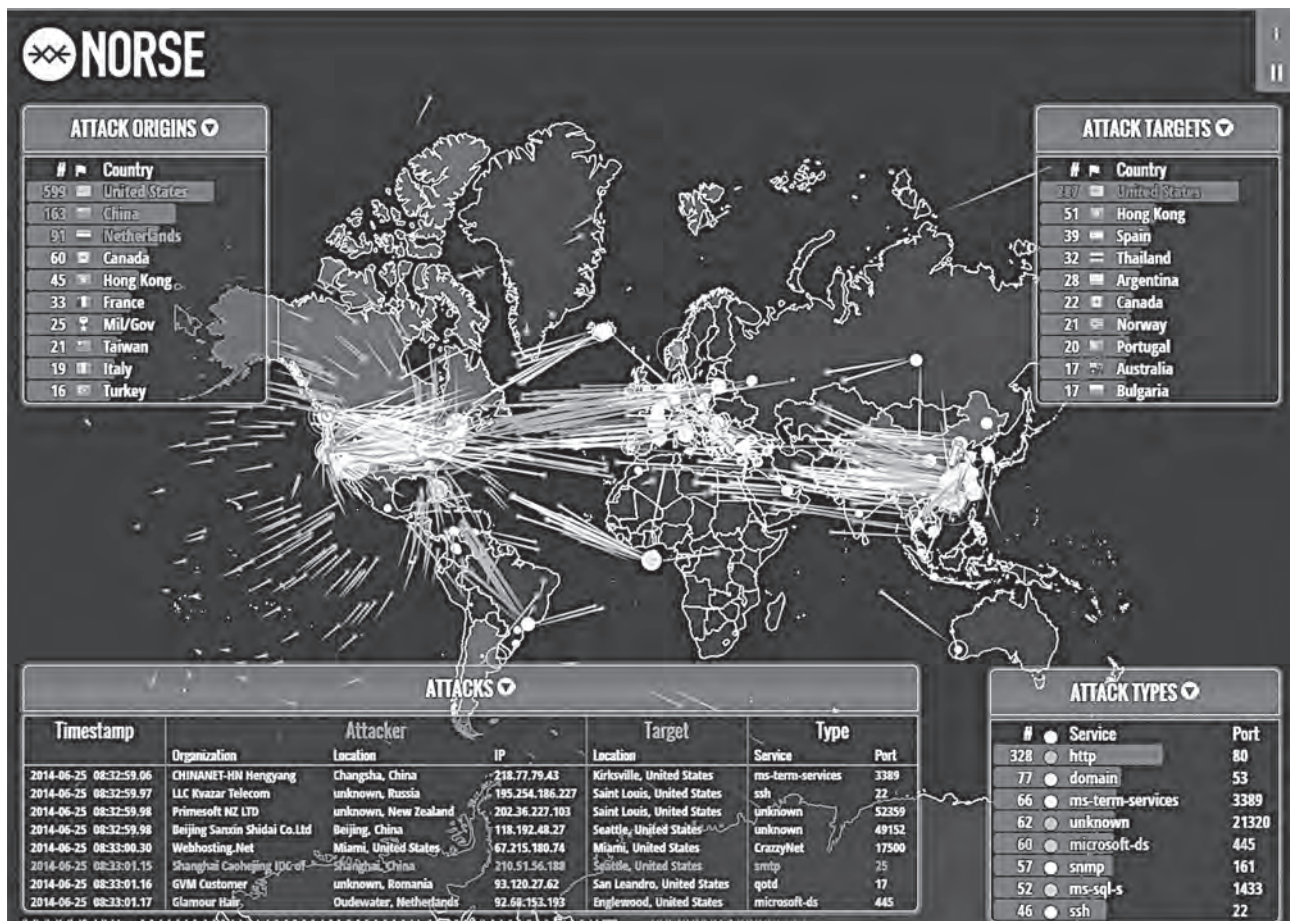 NORSE
i
ATTACK ORIGINS
# Country
599 United States
163 China
91 Netherlands
60 Canada
45 Hong Kong
33 France
25 Mil/Gov
21 Taiwan
19 Italy
16 Turkey
ATTACK TARGETS
# Country
United States
51 Hong Kong
39 Spain
32 Thailand
28 Argentina
22 Canada
21 Norway
20 Portugal
17 Australia
17 Bulgaria
ATTACKS
Timestamp Attacker Target Type
Organization Location IP Location Service Port
2014-06-25 08:32:59.06 CHINANET-HN Hengyang Changsha, China 218.77.79.43 Kirksville, United States ms-term-services 3389
2014-06-25 08:32:59.97 LLC Kvazar Telecom unknown, Russia 195.254.186.227 Saint Louis, United States ssh 22
2014-06-25 08:32:59.98 Primesoft NZ LTD unknown, New Zealand 202.36.227.103 Saint Louis, United States unknown 52359
2014-06-25 08:32:59.98 Beijing Sanxin Shidai Co.Ltd Beijing, China 118.192.48.27 Seattle, United States unknown 49152
2014-06-25 08:33:00.30 Webhosting.Net Miami, United States 67.215.180.74 Miami, United States CrazzyNet 17500
2014-06-25 08:33:01.15 Shanghai Caohejing IDC of Shanghai, China 210.51.56.188 Seattle, United States smtp 25
2014-06-25 08:33:01.16 GVM Customer unknown, Romania 93.120.27.62 San Leandro, United States qotd 17
2014-06-25 08:33:01.17 Glamour Hair Oudewater, Netherlands 92.68.153.193 Englewood, United States microsoft-ds 445
ATTACK TYPES
# Service Port
328 http 80
77 domain 53
66 ms-term-services 3389
62 unknown 21320
60 microsoft-ds 445
57 snmp 161
52 ms-sql-s 1433
46 ssh 22